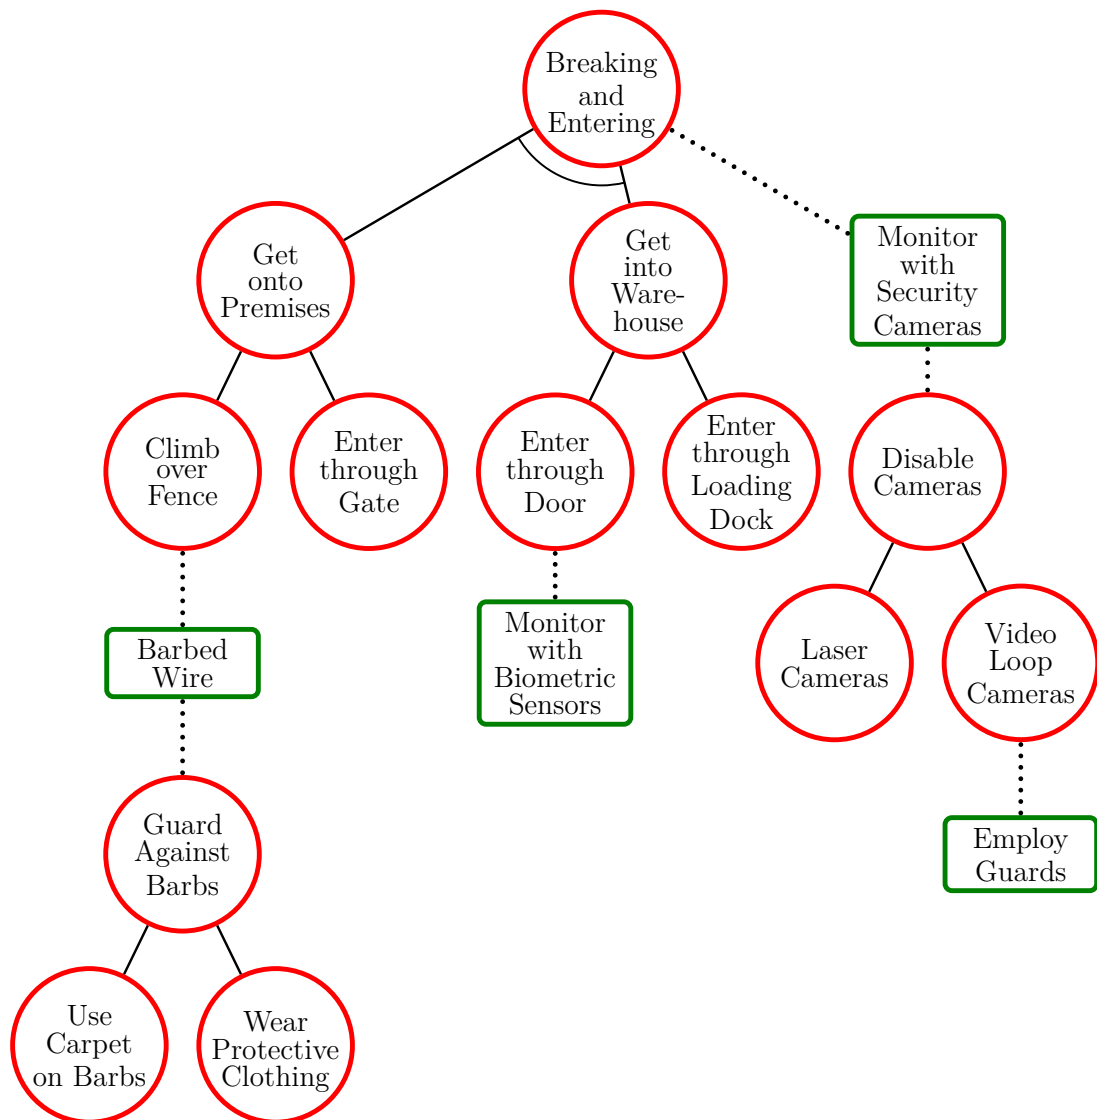 Breaking
and
Entering
Get
onto
Premises
Get
into
Ware-
house
Monitor
with
Security
Cameras
Climb
over
Fence
Enter
through
Gate
Enter
through
Door
Enter
through
Loading
Dock
Disable
Cameras
Barbed
Wire
Monitor
with
Biometric
Sensors
Laser
Cameras
Video
Loop
Cameras
Guard
Against
Barbs
Employ
Guards
Use
Carpet
on Barbs
Wear
Protective
Clothing